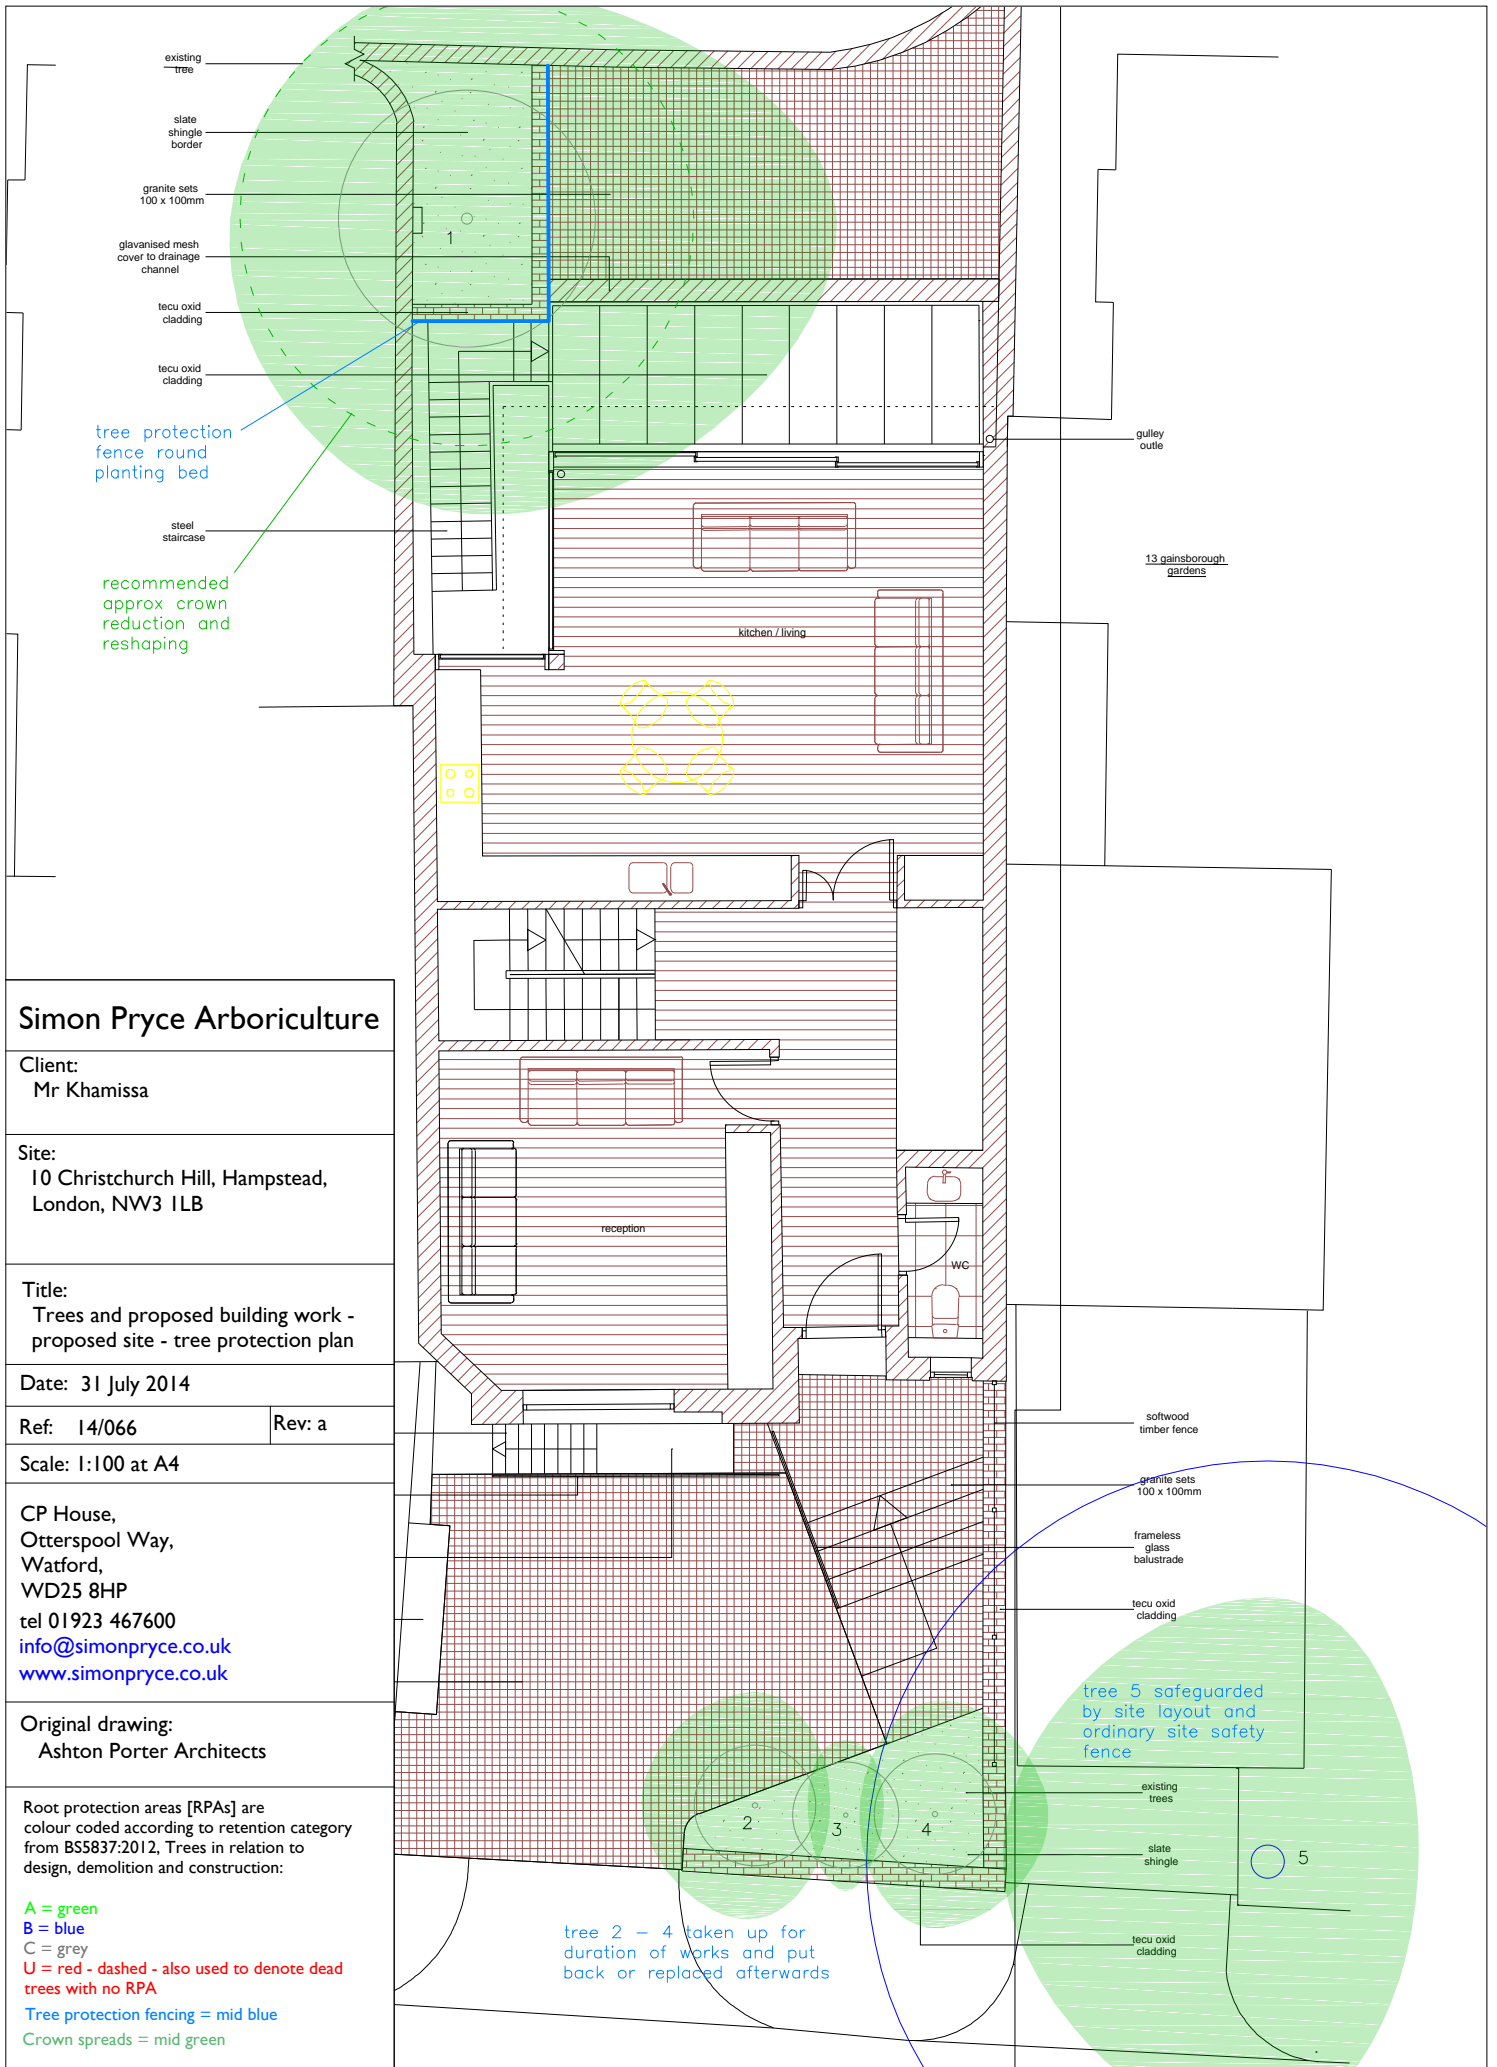 existing
tree
slate
shingle
border
granite sets
100 x 100mm
glavanised mesh
cover to drainage
channel
tecu oxid
cladding
tecu oxid
cladding
tree protection
fence round
planting bed
steel
staircase
recommended
approx crown
reduction and
reshaping
1
gulley
outle
13 gainsborough
gardens
kitchen / living
reception
WC
Simon Pryce Arboriculture
Client:
Mr Khamissa
Site:
10 Christchurch Hill, Hampstead,
London, NW3 1LB
Title:
Trees and proposed building work -
proposed site - tree protection plan
Date: 31 July 2014
Ref: 14/066
Rev: a
Scale: 1:100 at A4
CP House,
Otterspool Way,
Watford,
WD25 8HP
tel 01923 467600
info@simonpryce.co.uk
www.simonpryce.co.uk
Original drawing:
Ashton Porter Architects
Root protection areas [RPAs] are
colour coded according to retention category
from BS5837:2012, Trees in relation to
design, demolition and construction:
A = green
B = blue
C = grey
U = red - dashed - also used to denote dead
trees with no RPA
Tree protection fencing = mid blue
Crown spreads = mid green
softwood
timber fence
granite sets
100 x 100mm
frameless
glass
balustrade
tecu oxid
cladding
tree 5 safeguarded
by site layout and
ordinary site safety
fence
existing
trees
slate
shingle
tecu oxid
cladding
2
3
4
5
tree 2 – 4 taken up for
duration of works and put
back or replaced afterwards